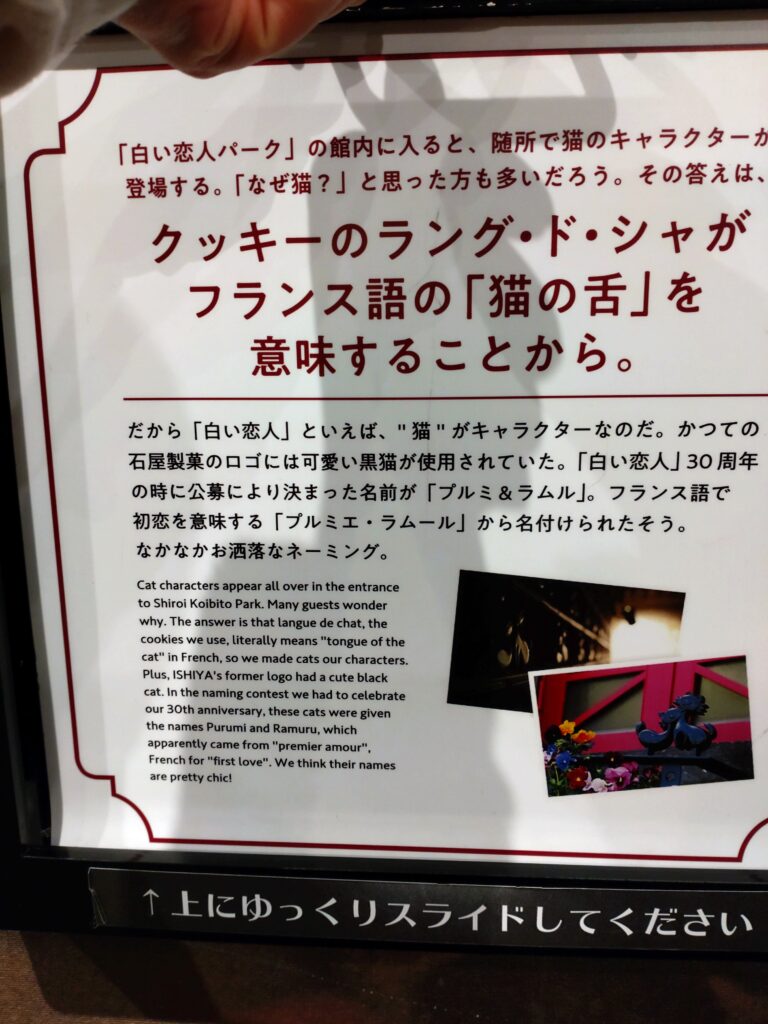 「白い恋人パーク」の館内に入ると、随所で猫のキャラクターが
登場する。「なぜ猫？」と思った方も多いだろう。その答えは、
クッキーのラング・ド・シャが
フランス語の「猫の舌」を
意味することから。
だから「白い恋人」といえば、"猫"がキャラクターなのだ。かつての
石屋製菓のロゴには可愛い黒猫が使用されていた。「白い恋人」30周年
の時に公募により決まった名前が「プルミ＆ラムル」。フランス語で
初恋を意味する「プルミエ・ラムール」から名付けられたそう。
なかなかお洒落なネーミング。
Cat characters appear all over in the entrance
to Shiroi Koibito Park. Many guests wonder
why. The answer is that langue de chat, the
cookies we use, literally means "tongue of the
cat" in French, so we made cats our characters.
Plus, ISHIYA's former logo had a cute black
cat. In the naming contest we had to celebrate
our 30th anniversary, these cats were given
the names Purumi and Ramuru, which
apparently came from "premier amour",
French for "first love". We think their names
are pretty chic!
↑上にゆっくりスライドしてください